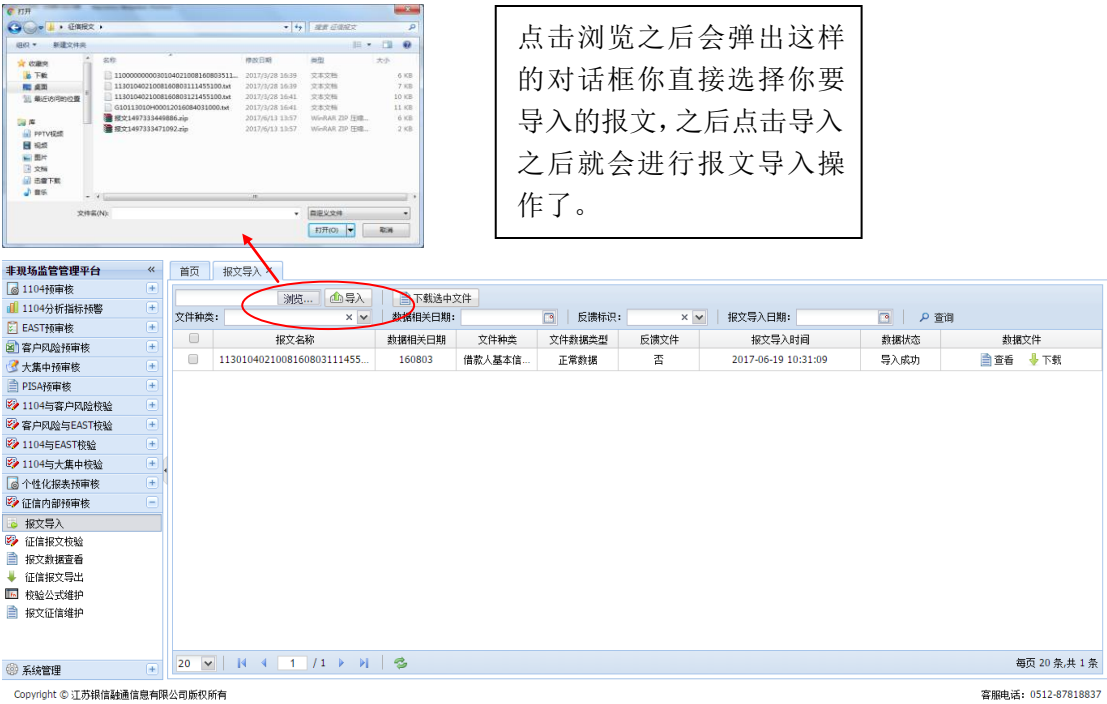 打开
征信报文
搜索 征信报文
组织 新建文件夹
名称 修改日期 类型 大小
收藏夹
下载
桌面
最近访问的位置
库
PPTV视频
视频
图片
文档
迅雷下载
音乐
1100000000030104021008160803511... 2017/3/28 16:39 文本文档 6 KB
1130104021008160803111455100.txt 2017/3/28 16:39 文本文档 7 KB
1130104021008160803121455100.txt 2017/3/28 16:41 文本文档 10 KB
G10113010H00012016084031000.txt 2017/3/28 16:41 文本文档 11 KB
报文1497333449886.zip 2017/6/13 13:57 WinRAR ZIP 压缩... 6 KB
报文1497333471092.zip 2017/6/13 13:57 WinRAR ZIP 压缩... 2 KB
文件名(N): 自定义文件
打开(O) 取消
点击浏览之后会弹出这样
的对话框你直接选择你要
导入的报文，之后点击导入
之后就会进行报文导入操
作了。
非现场监管管理平台 «
1104预审核
1104分析指标预警
EAST预审核
客户风险预审核
大集中预审核
PISA预审核
1104与客户风险校验
客户风险与EAST校验
1104与EAST校验
1104与大集中校验
个性化报表预审核
征信内部预审核
报文导入
征信报文校验
报文数据查看
征信报文导出
校验公式维护
报文征信维护
系统管理
首页 报文导入 ×
浏览... 导入 下载选中文件
文件种类: 数据相关日期: 反馈标识: 报文导入日期: 查询
报文名称 数据相关日期 文件种类 文件数据类型 反馈文件 报文导入时间 数据状态 数据文件
1130104021008160803111455... 160803 借款人基本信... 正常数据 否 2017-06-19 10:31:09 导入成功 查看 下载
20 1 / 1 每页 20 条,共 1 条
Copyright © 江苏银信融通信息有限公司版权所有 客服电话：0512-87818837